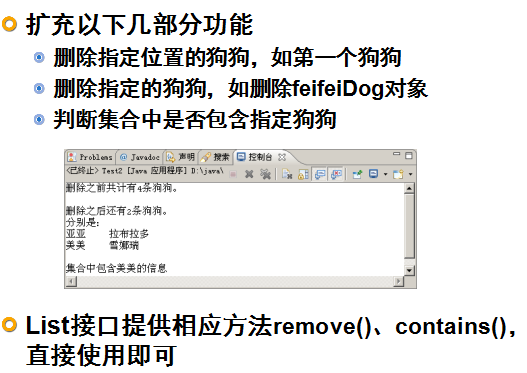 扩充以下几部分功能
删除指定位置的狗狗，如第一个狗狗
删除指定的狗狗，如删除feifeiDog对象
判断集合中是否包含指定狗狗
Problems @ Javadoc 声明 搜索 控制台
<已终止> Test2 [Java 应用程序] D:\java\
删除之前共计有4条狗狗。
删除之后还有2条狗狗。
分别是：
亚亚 拉布拉多
美美 雪娜瑞
集合中包含美美的信息
List接口提供相应方法remove()、contains()，
直接使用即可